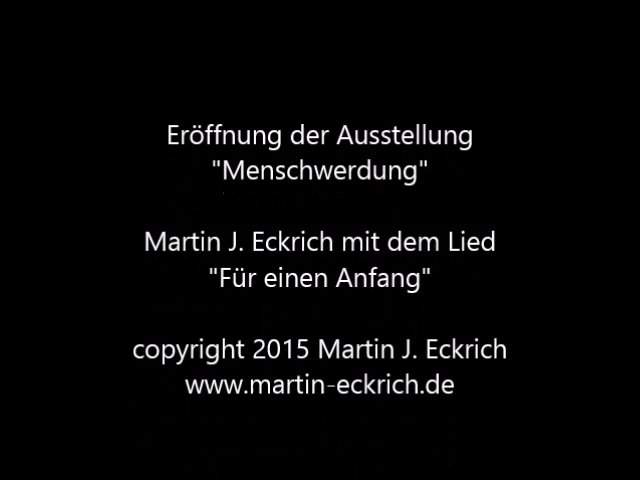 Eröffnung der Ausstellung
"Menschwerdung"
Martin J. Eckrich mit dem Lied
"Für einen Anfang"
copyright 2015 Martin J. Eckrich
www.martin-eckrich.de